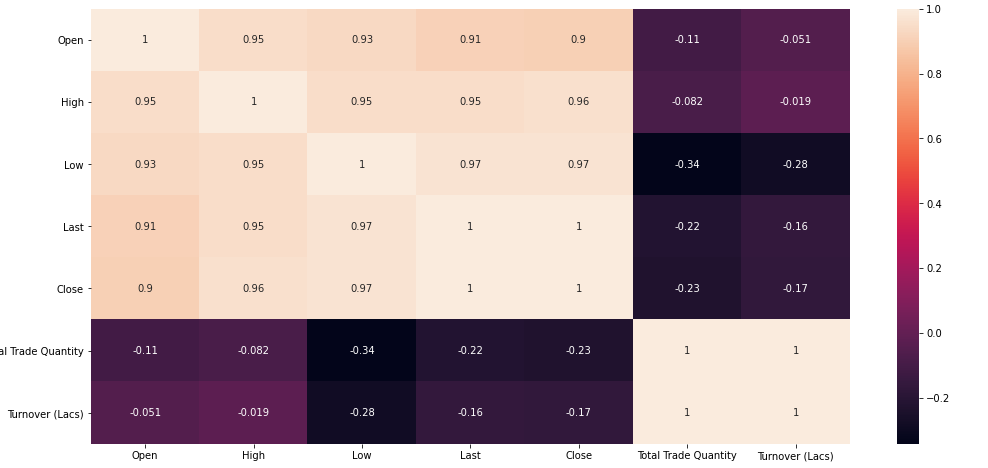 Open 1 0.95 0.93 0.91 0.9 -0.11 -0.051
High 0.95 1 0.95 0.95 0.96 -0.082 -0.019
Low 0.93 0.95 1 0.97 0.97 -0.34 -0.28
Last 0.91 0.95 0.97 1 1 -0.22 -0.16
Close 0.9 0.96 0.97 1 1 -0.23 -0.17
al Trade Quantity -0.11 -0.082 -0.34 -0.22 -0.23 1 1
Turnover (Lacs) -0.051 -0.019 -0.28 -0.16 -0.17 1 1
Open High Low Last Close Total Trade Quantity Turnover (Lacs)
1.0
0.8
0.6
0.4
0.2
0.0
-0.2